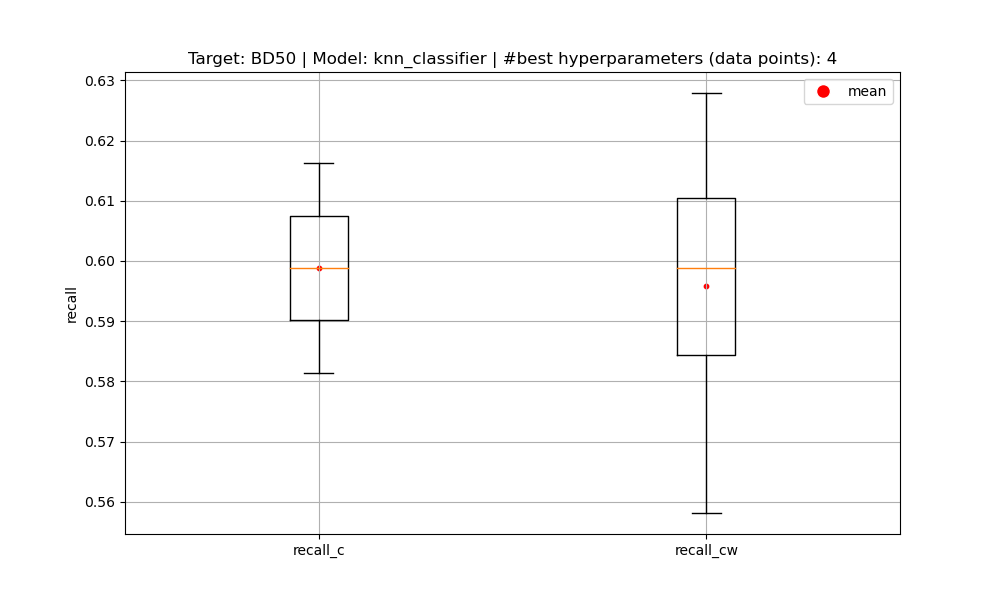 Target: BD50 | Model: knn_classifier | #best hyperparameters (data points): 4
mean
0.63
0.62
0.61
0.60
0.59
0.58
0.57
0.56
recall
recall_c
recall_cw